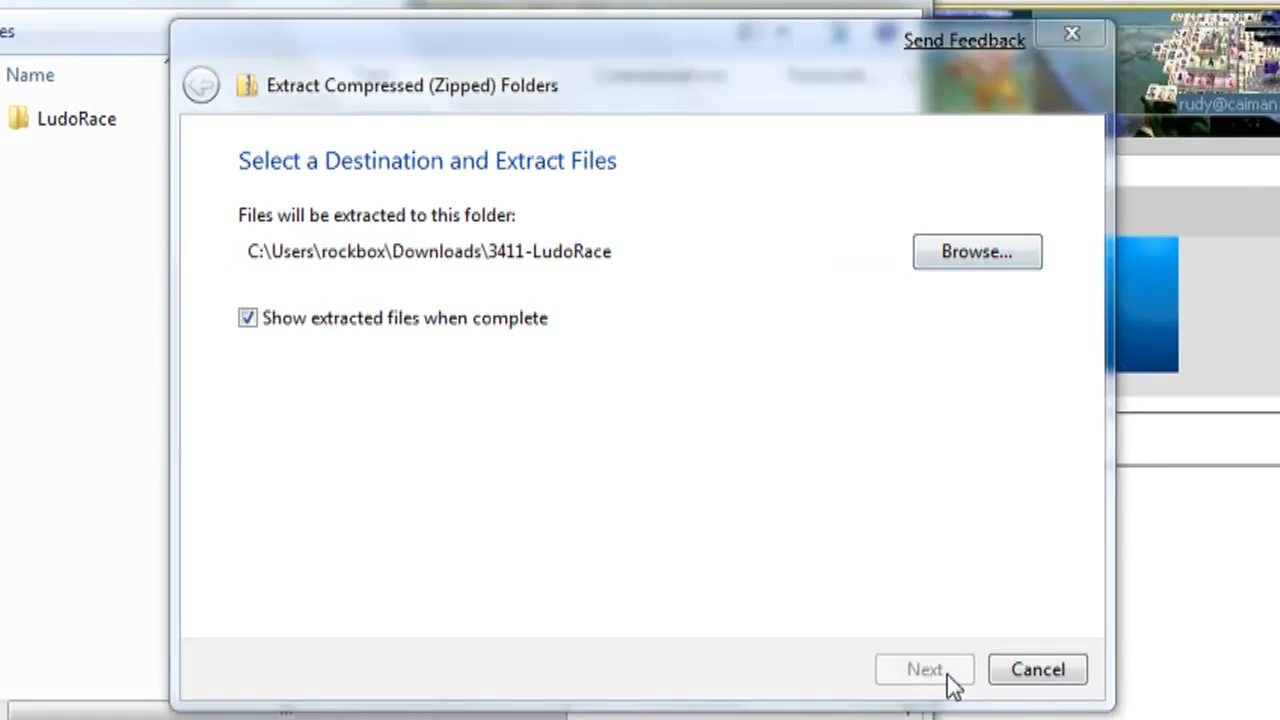 es
Send Feedback
Name
Extract Compressed (Zipped) Folders
rudy@caiman.
LudoRace
Select a Destination and Extract Files
Files will be extracted to this folder:
C:\Users\rockbox\Downloads\3411-LudoRace
Browse...
Show extracted files when complete
Next
Cancel